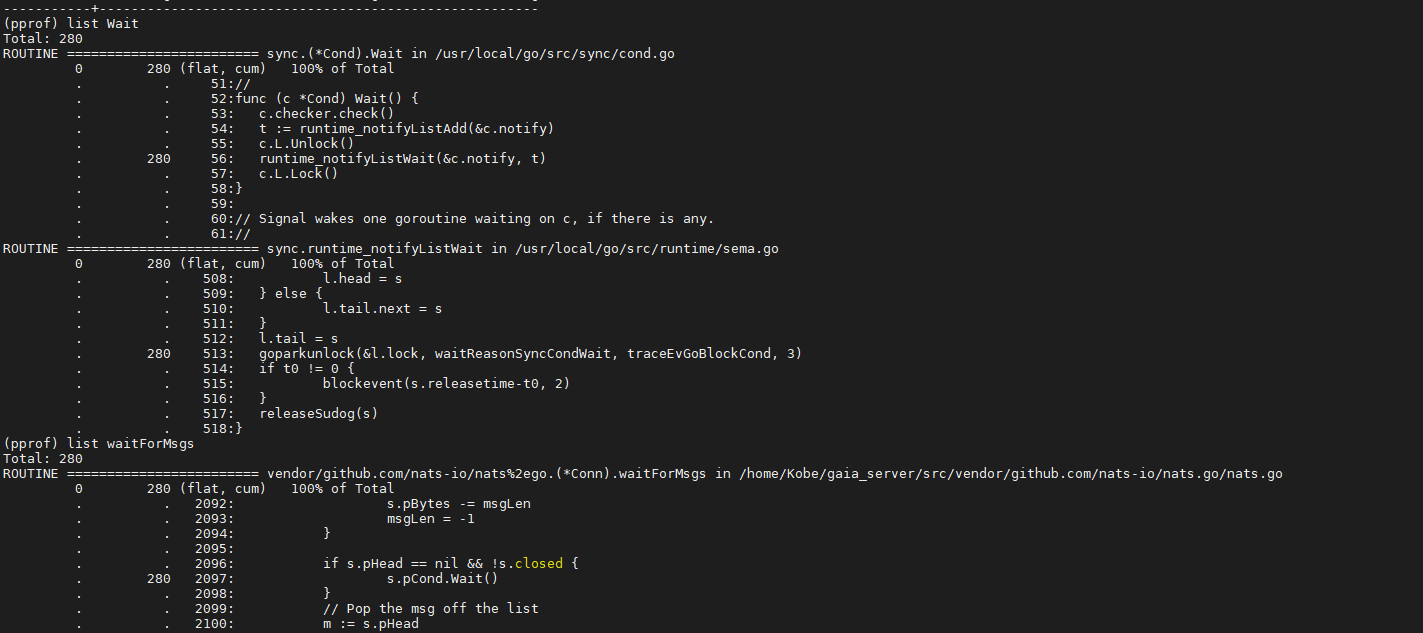 -----------+------------------------------------------------------
(pprof) list Wait
Total: 280
ROUTINE ======================== sync.(*Cond).Wait in /usr/local/go/src/sync/cond.go
         0        280 (flat, cum)   100% of Total
         .          .     51://
         .          .     52:func (c *Cond) Wait() {
         .          .     53:   c.checker.check()
         .          .     54:   t := runtime_notifyListAdd(&c.notify)
         .          .     55:   c.L.Unlock()
         .        280     56:   runtime_notifyListWait(&c.notify, t)
         .          .     57:   c.L.Lock()
         .          .     58:}
         .          .     59:
         .          .     60:// Signal wakes one goroutine waiting on c, if there is any.
         .          .     61://
ROUTINE ======================== sync.runtime_notifyListWait in /usr/local/go/src/runtime/sema.go
         0        280 (flat, cum)   100% of Total
         .          .    508:           l.head = s
         .          .    509:   } else {
         .          .    510:           l.tail.next = s
         .          .    511:   }
         .          .    512:   l.tail = s
         .        280    513:   goparkunlock(&l.lock, waitReasonSyncCondWait, traceEvGoBlockCond, 3)
         .          .    514:   if t0 != 0 {
         .          .    515:           blockevent(s.releasetime-t0, 2)
         .          .    516:   }
         .          .    517:   releaseSudog(s)
         .          .    518:}
(pprof) list waitForMsgs
Total: 280
ROUTINE ======================== vendor/github.com/nats-io/nats%2ego.(*Conn).waitForMsgs in /home/Kobe/gaia_server/src/vendor/github.com/nats-io/nats.go/nats.go
         0        280 (flat, cum)   100% of Total
         .          .   2092:                   s.pBytes -= msgLen
         .          .   2093:                   msgLen = -1
         .          .   2094:           }
         .          .   2095:
         .          .   2096:           if s.pHead == nil && !s.closed {
         .        280   2097:                   s.pCond.Wait()
         .          .   2098:           }
         .          .   2099:           // Pop the msg off the list
         .          .   2100:           m := s.pHead